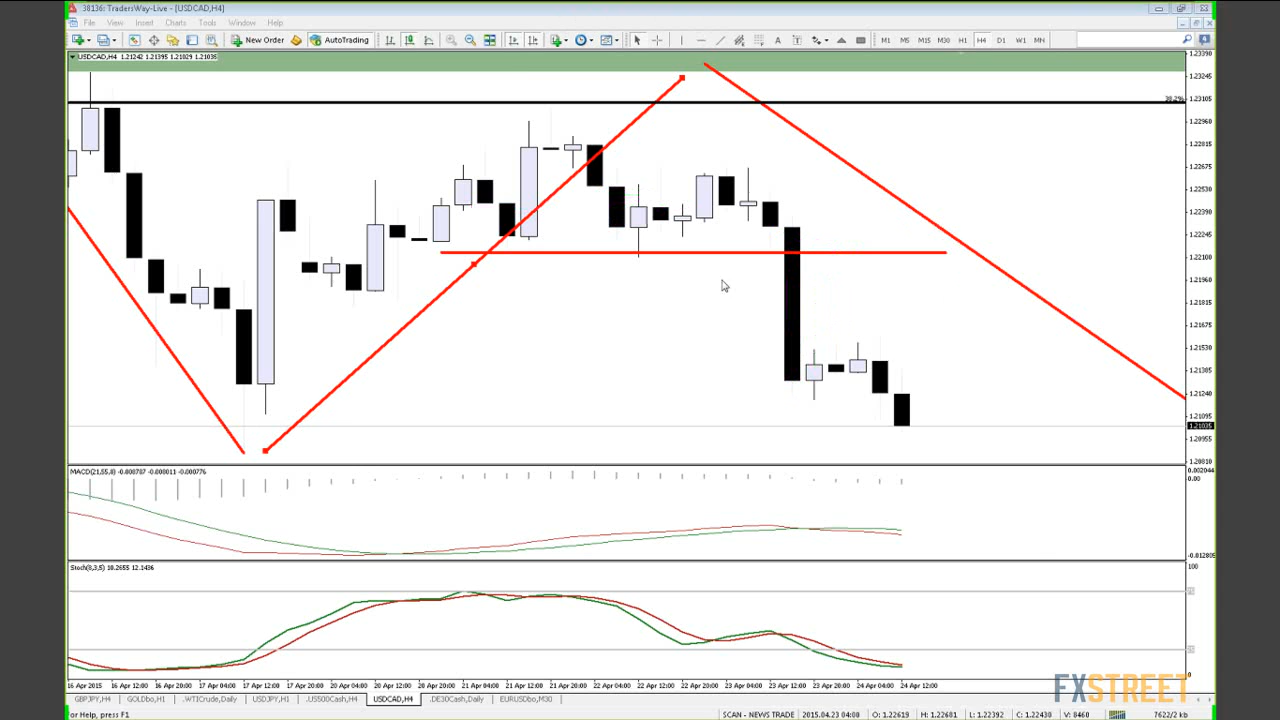 38136: TradersWay-Live - [USDCAD,H4]
File View Insert Charts Tools Window Help
New Order AutoTrading A T M1 M5 M15 M30 H1 H4 D1 W1 MN
USDCAD,H4 1.21242 1.21395 1.21029 1.21035
1.23390
1.23245
38.2%
1.23105
1.22960
1.22815
1.22675
1.22530
1.22390
1.22245
1.22100
1.21960
1.21815
1.21675
1.21530
1.21385
1.21240
1.21095
1.21035
1.20955
1.20810
MACD(21,55,8) -0.000787 -0.000011 -0.000776
0.002044
0.00
Stoch(8,3,5) 10.2655 12.1436
100
0
16 Apr 2015 16 Apr 12:00 16 Apr 20:00 17 Apr 04:00 17 Apr 12:00 17 Apr 20:00 20 Apr 04:00 20 Apr 12:00 20 Apr 20:00 21 Apr 04:00 21 Apr 12:00 21 Apr 20:00 22 Apr 04:00 22 Apr 12:00 22 Apr 20:00 23 Apr 04:00 23 Apr 12:00 23 Apr 20:00 24 Apr 04:00 24 Apr 12:00
GBPJPY,H4 GOLDbo,H1 .WTICrude,Daily USDJPY,H1 .US500Cash,H4 USDCAD,H4 .DE30Cash,Daily EURUSDbo,M30
FXSTREET
or Help, press F1 SCAN - NEWS TRADE 2015.04.23 04:00 O: 1.22619 H: 1.22681 L: 1.22392 C: 1.22430 V: 8460 7622/2 kb